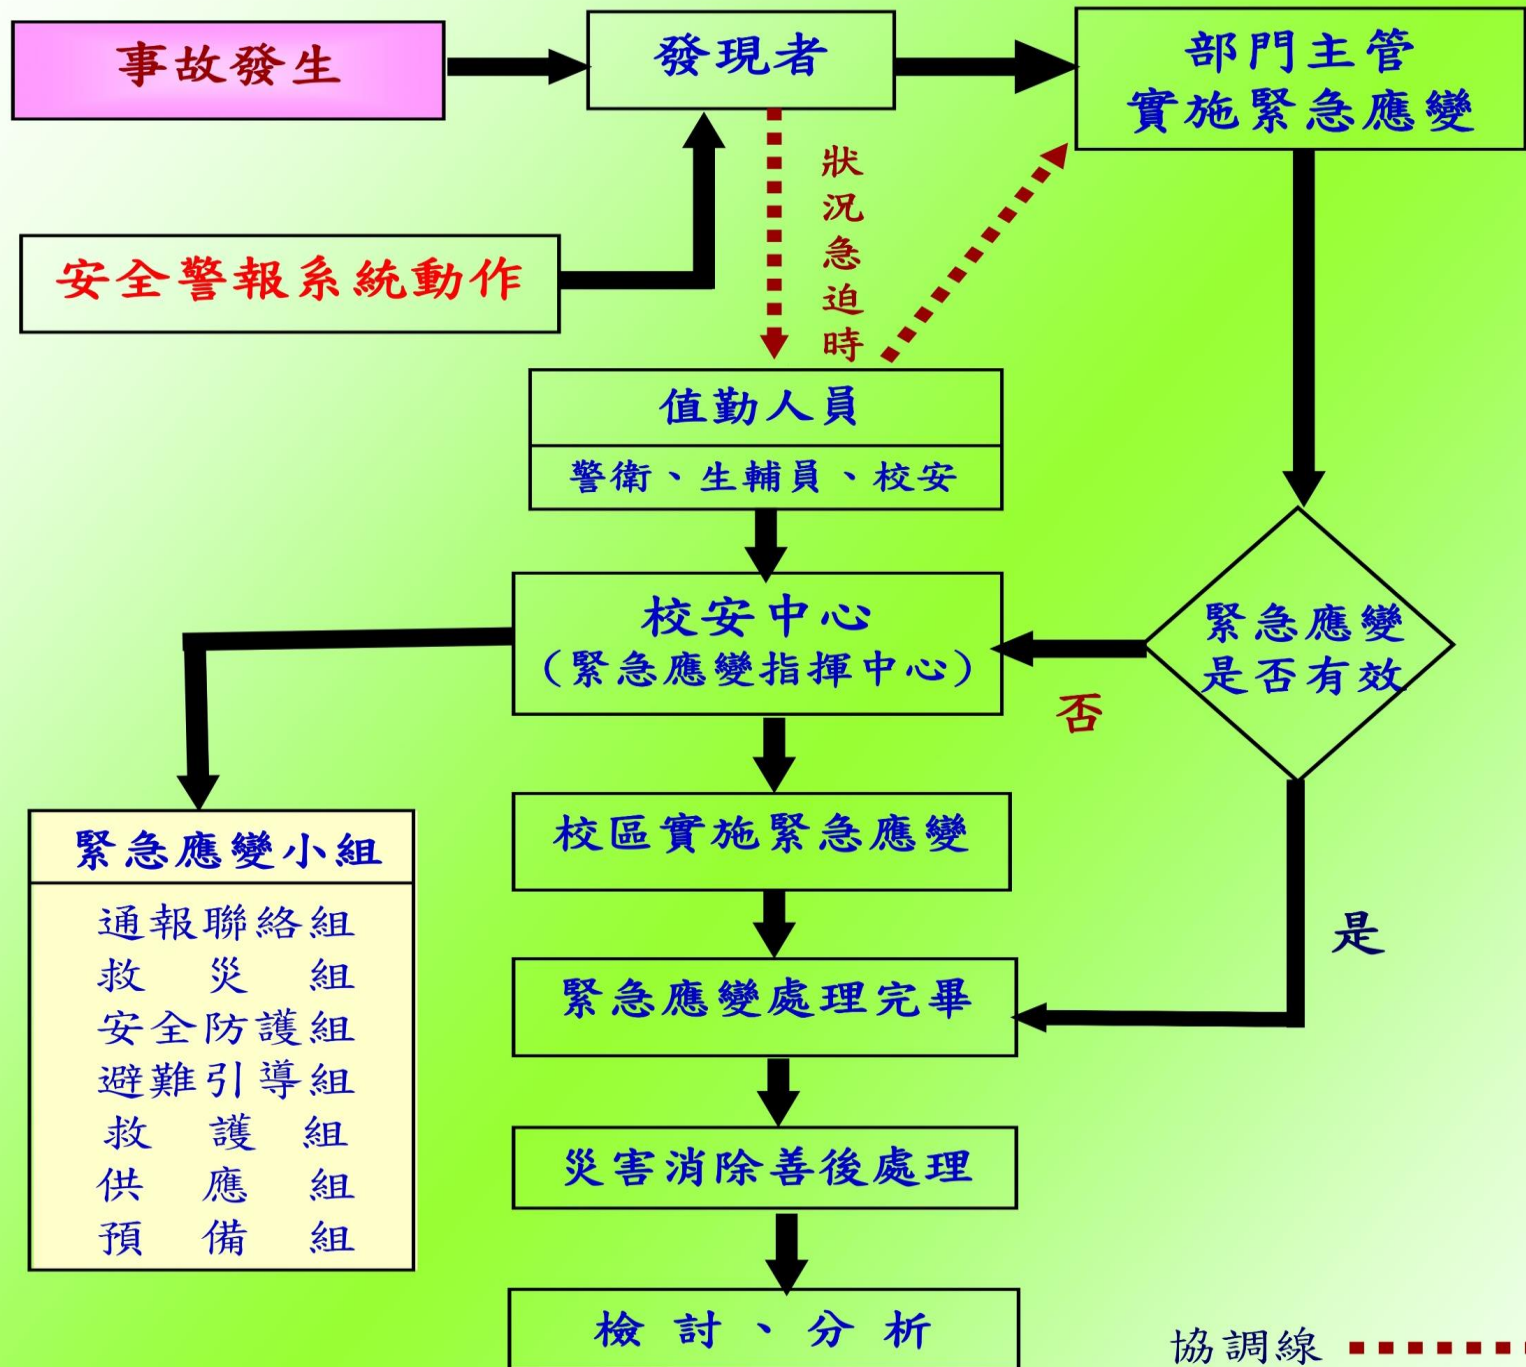 事故發生
發現者
部門主管
實施緊急應變
狀況急迫時
安全警報系統動作
值勤人員
警衛、生輔員、校安
校安中心
（緊急應變指揮中心）
緊急應變
是否有效
否
校區實施緊急應變
緊急應變小組
通報聯絡組
救災組
安全防護組
避難引導組
救護組
供應組
預備組
是
緊急應變處理完畢
災害消除善後處理
檢討、分析
協調線